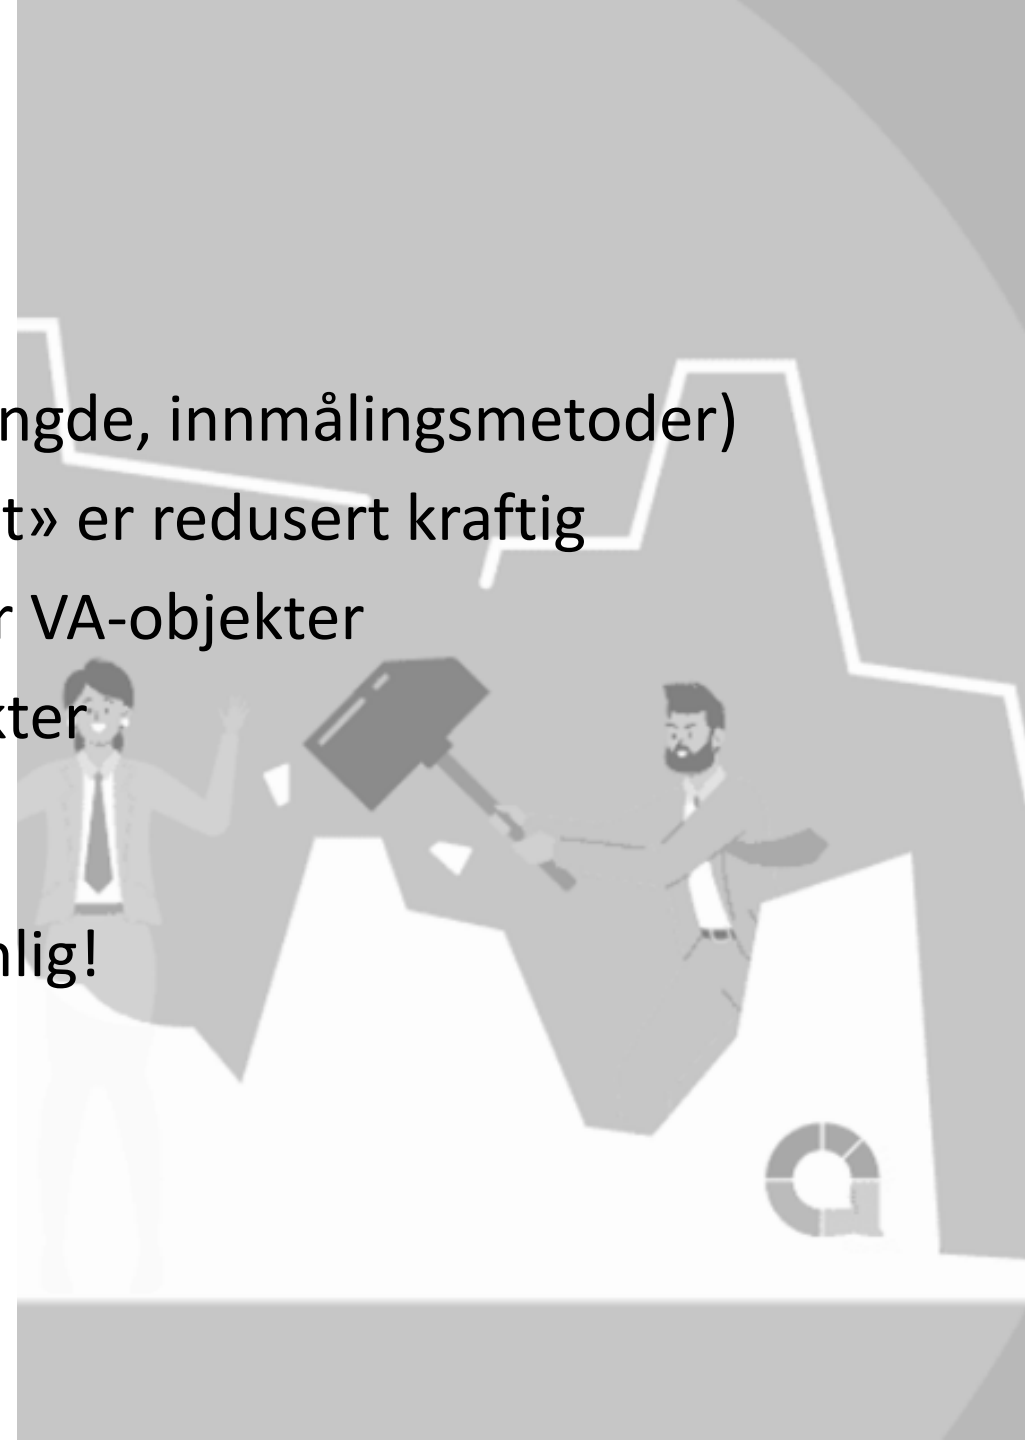 ngde, innmålingsmetoder)
t» er redusert kraftig
r VA-objekter
kter
nlig!